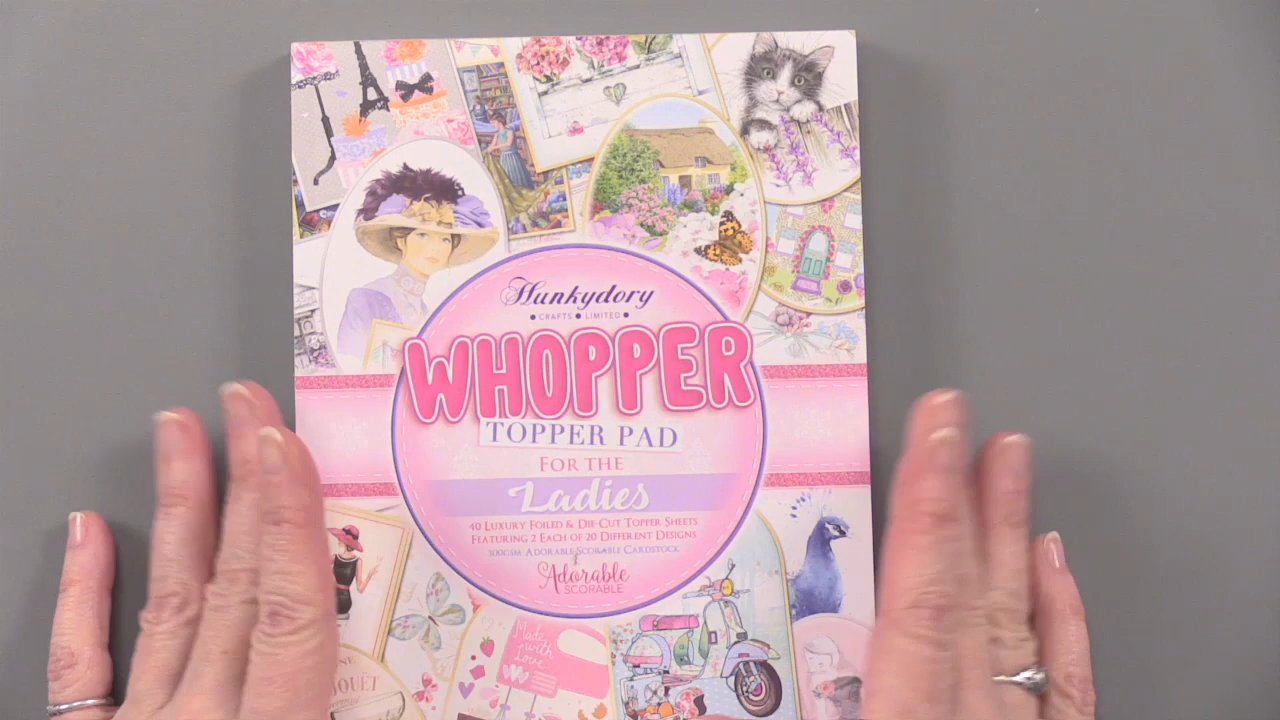 Hunkydory
CRAFTS LIMITED
WHOPPER
TOPPER PAD
FOR THE
Ladies
40 LUXURY FOILED & DIE-CUT TOPPER SHEETS
FEATURING 2 EACH OF 20 DIFFERENT DESIGNS
300GSM ADORABLE SCORABLE CARDSTOCK
Adorable
SCORABLE
Made
with
Love